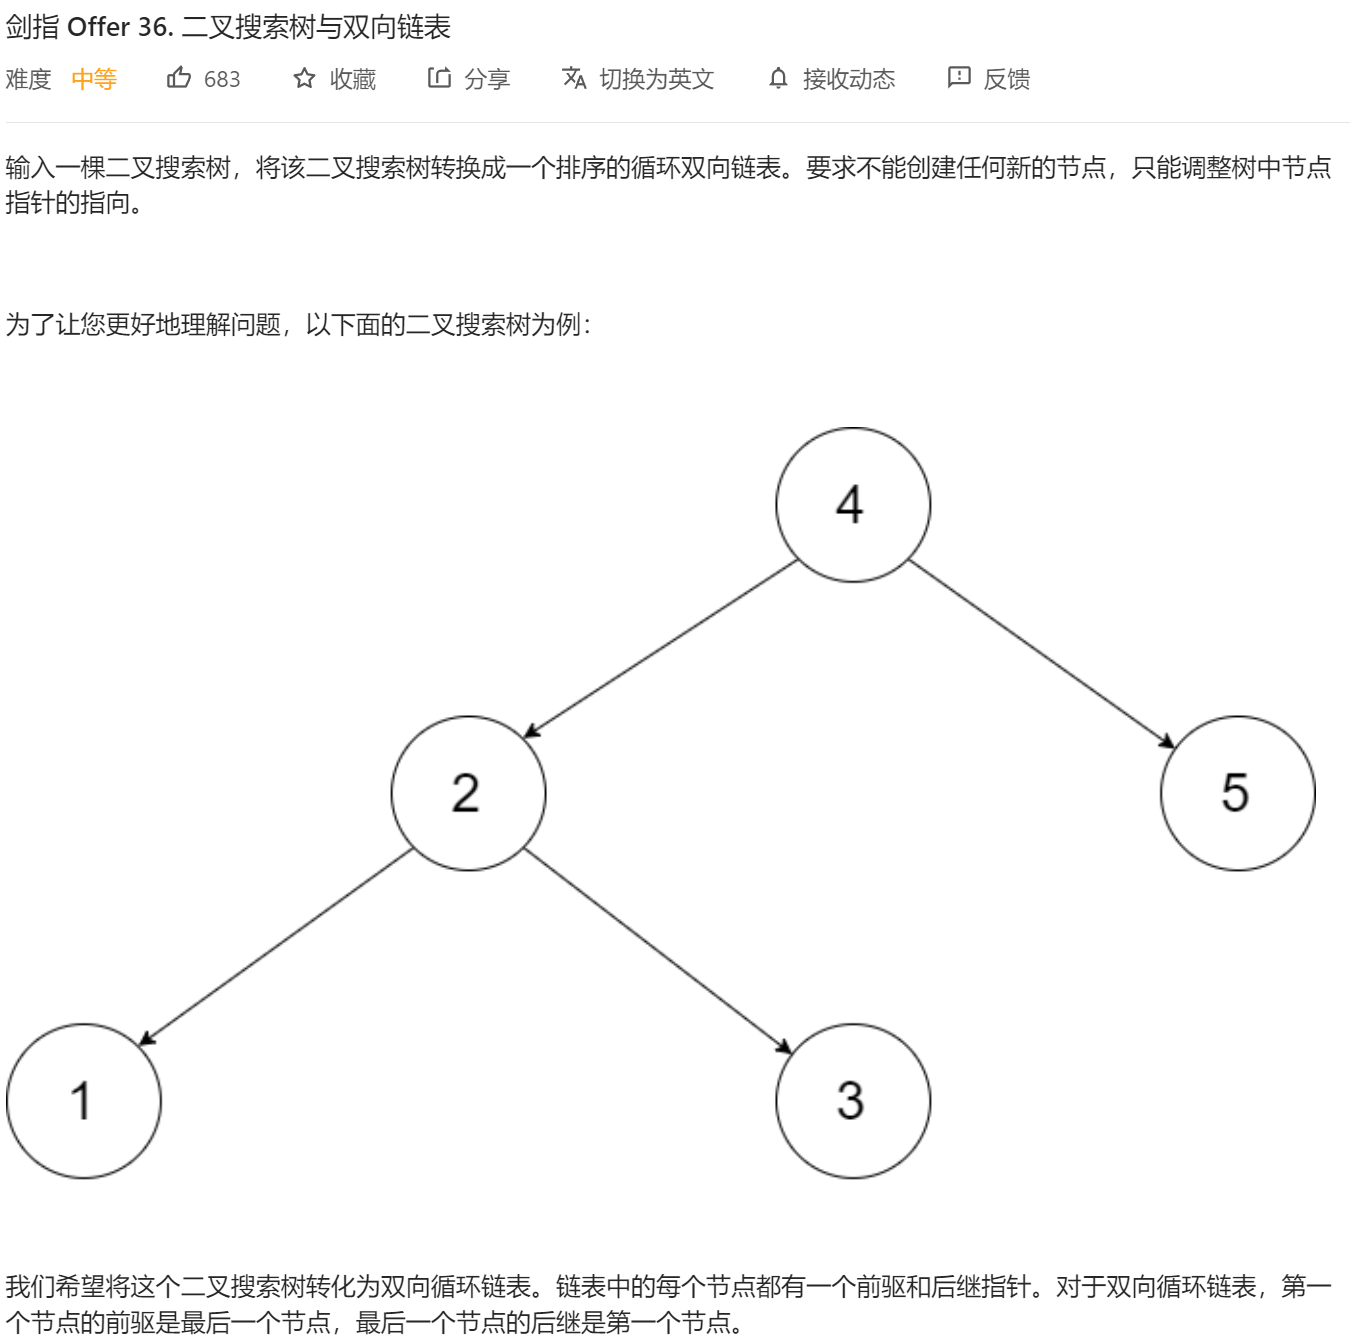 剑指 Offer 36. 二叉搜索树与双向链表
难度 中等 683 收藏 分享 切换为英文 接收动态 反馈
输入一棵二叉搜索树，将该二叉搜索树转换成一个排序的循环双向链表。要求不能创建任何新的节点，只能调整树中节点
指针的指向。
为了让您更好地理解问题，以下面的二叉搜索树为例：
4
2 5
1 3
我们希望将这个二叉搜索树转化为双向循环链表。链表中的每个节点都有一个前驱和后继指针。对于双向循环链表，第一
个节点的前驱是最后一个节点，最后一个节点的后继是第一个节点。